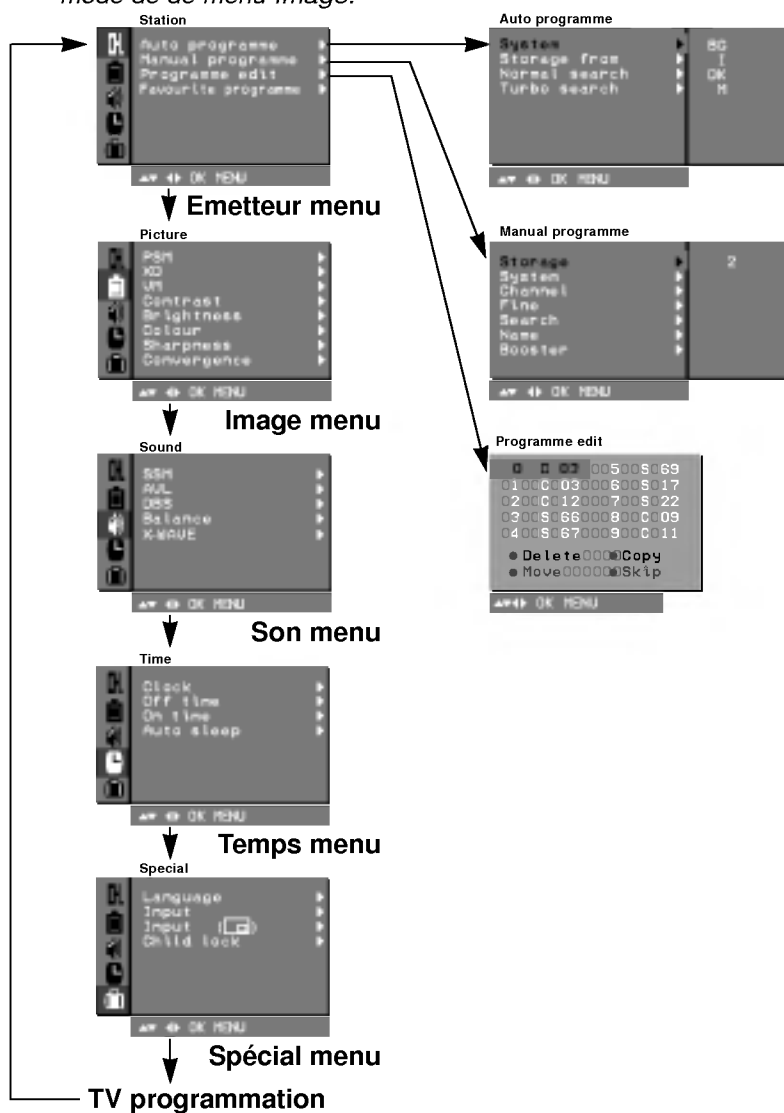 mode de de menu Image.
Station
Auto programme
Manual programme
Programme edit
Favourite programme
OK MENU
Emetteur menu
Picture
PSM
XD
VM
Contrast
Brightness
Colour
Sharpness
Convergence
OK MENU
Image menu
Sound
SSM
AVL
DBS
Balance
X-WAVE
OK MENU
Son menu
Time
Clock
Off time
On time
Auto sleep
OK MENU
Temps menu
Special
Language
Input
Input
Child lock
OK MENU
Spécial menu
TV programmation
Auto programme
System BG
Storage from I
Normal search DK
Turbo search M
OK MENU
Manual programme
Storage 2
System
Channel
Fine
Search
Name
Booster
OK MENU
Programme edit
0 C 03 5 S 69
1 C 03 6 S 17
2 C 12 7 S 22
3 S 66 8 C 09
4 S 67 9 C 11
Delete Copy
Move Skip
OK MENU